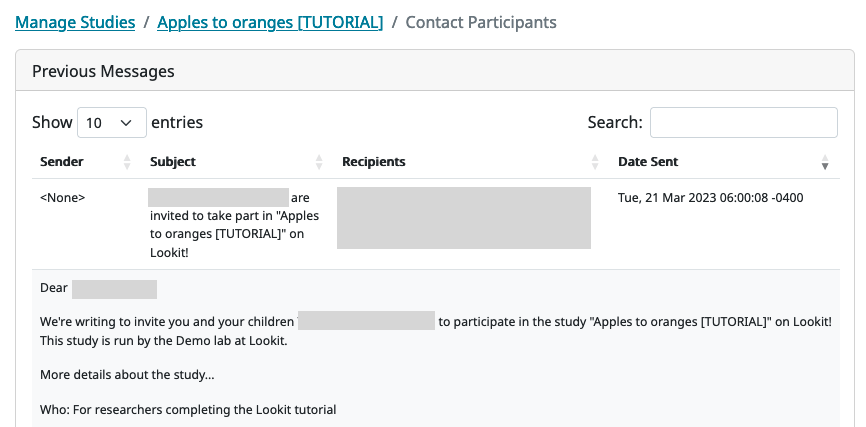 Manage Studies / Apples to oranges [TUTORIAL] / Contact Participants
Previous Messages
Show 10 entries Search:
Sender Subject Recipients Date Sent
<None> are Tue, 21 Mar 2023 06:00:08 -0400
invited to take part in "Apples
to oranges [TUTORIAL]" on
Lookit!
Dear
We're writing to invite you and your children to participate in the study "Apples to oranges [TUTORIAL]" on Lookit!
This study is run by the Demo lab at Lookit.
More details about the study...
Who: For researchers completing the Lookit tutorial